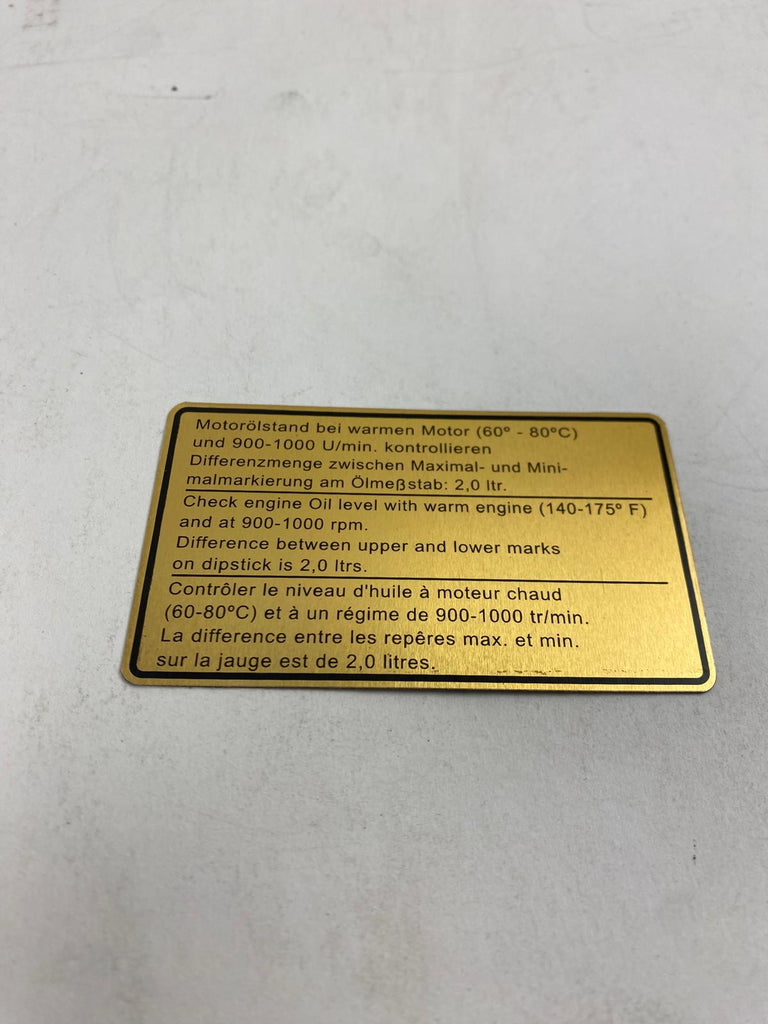 Motorölstand bei warmen Motor (60º - 80ºC)
und 900-1000 U/min. kontrollieren
Differenzmenge zwischen Maximal- und Mini-
malmarkierung am Ölmeßstab: 2,0 ltr.
Check engine Oil level with warm engine (140-175º F)
and at 900-1000 rpm.
Difference between upper and lower marks
on dipstick is 2,0 ltrs.
Contrôler le niveau d'huile à moteur chaud
(60-80ºC) et à un régime de 900-1000 tr/min.
La difference entre les repêres max. et min.
sur la jauge est de 2,0 litres.